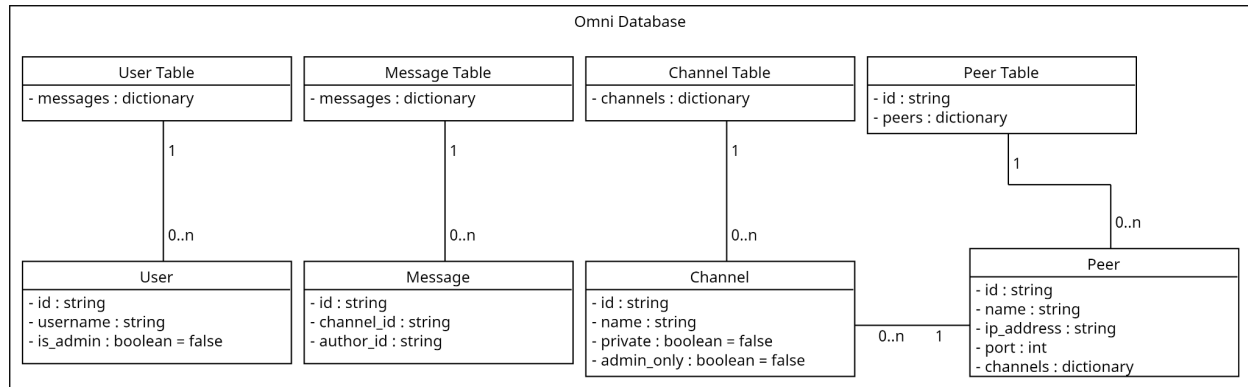 Omni Database
User Table
- messages : dictionary
Message Table
- messages : dictionary
Channel Table
- channels : dictionary
Peer Table
- id : string
- peers : dictionary
1
1
1
1
0..n
0..n
0..n
0..n
User
- id : string
- username : string
- is_admin : boolean = false
Message
- id : string
- channel_id : string
- author_id : string
Channel
- id : string
- name : string
- private : boolean = false
- admin_only : boolean = false
0..n 1
Peer
- id : string
- name : string
- ip_address : string
- port : int
- channels : dictionary